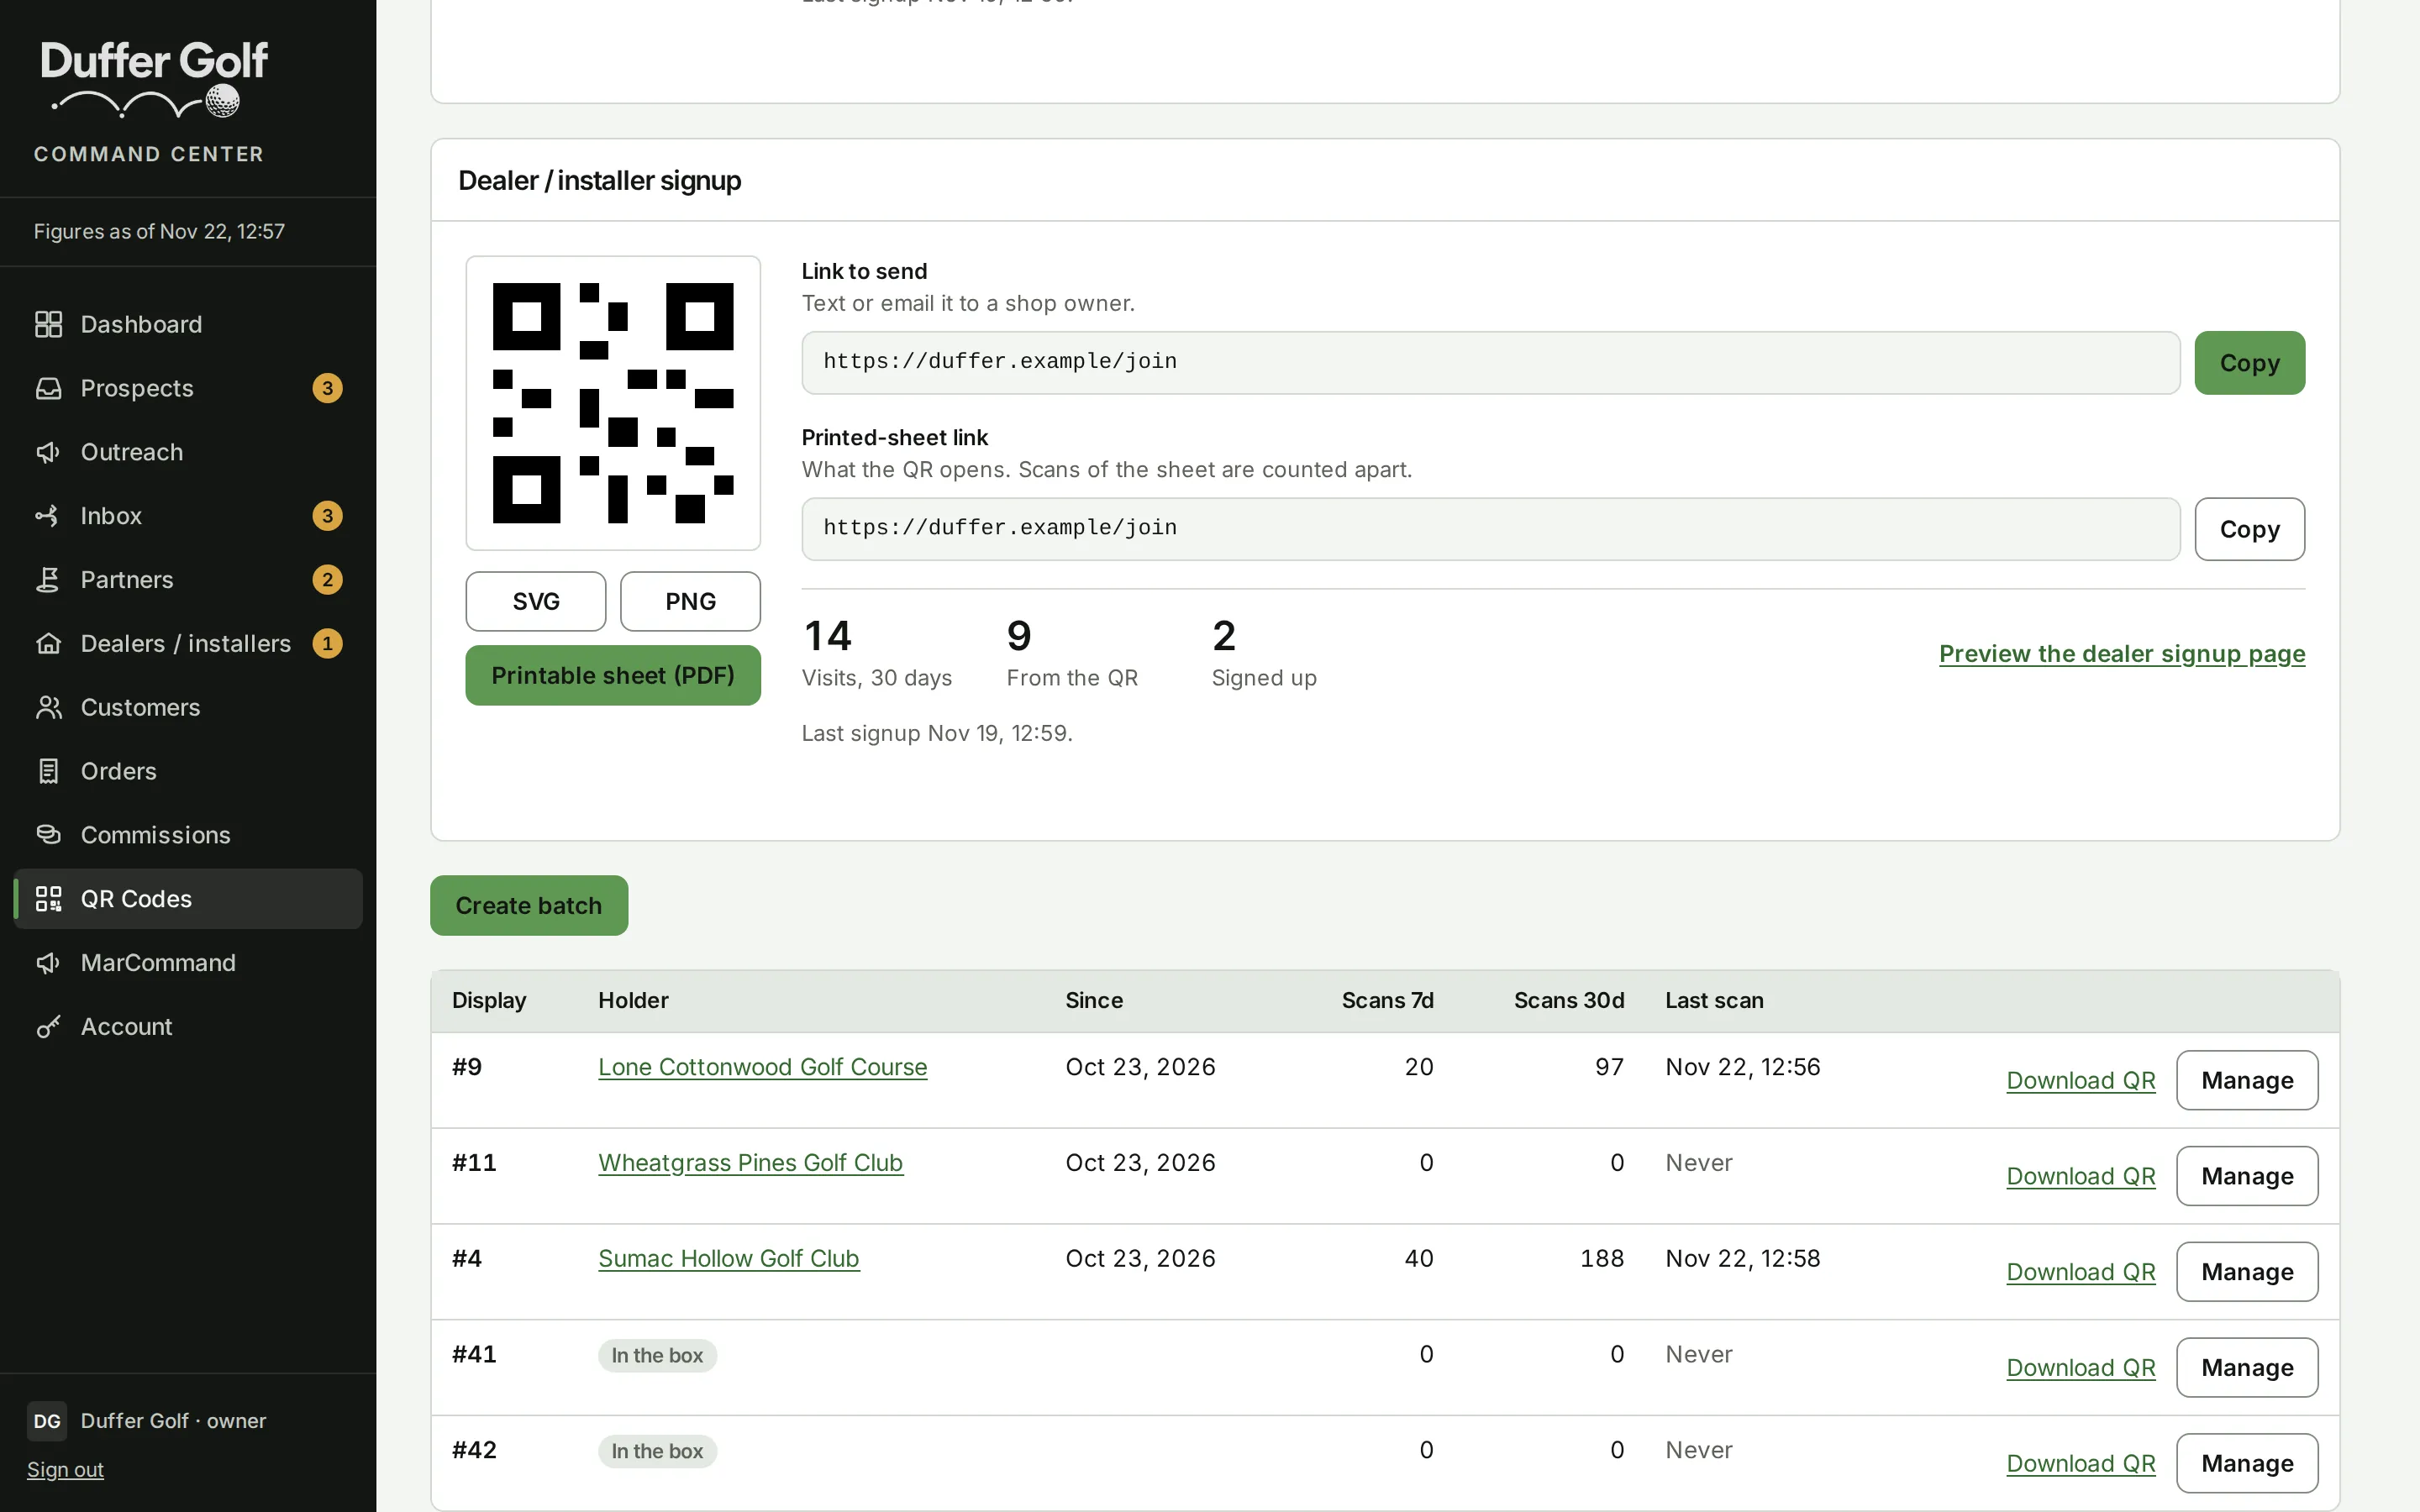 Duffer Golf
COMMAND CENTER
Figures as of Nov 22, 12:57
Dashboard
Prospects 3
Outreach
Inbox 3
Partners 2
Dealers / installers 1
Customers
Orders
Commissions
QR Codes
MarCommand
Account
DG Duffer Golf · owner
Sign out
Dealer / installer signup
SVG PNG
Printable sheet (PDF)
Link to send
Text or email it to a shop owner.
https://duffer.example/join Copy
Printed-sheet link
What the QR opens. Scans of the sheet are counted apart.
https://duffer.example/join Copy
14 9 2
Visits, 30 days From the QR Signed up
Preview the dealer signup page
Last signup Nov 19, 12:59.
Create batch
Display Holder Since Scans 7d Scans 30d Last scan
#9 Lone Cottonwood Golf Course Oct 23, 2026 20 97 Nov 22, 12:56 Download QR Manage
#11 Wheatgrass Pines Golf Club Oct 23, 2026 0 0 Never Download QR Manage
#4 Sumac Hollow Golf Club Oct 23, 2026 40 188 Nov 22, 12:58 Download QR Manage
#41 In the box 0 0 Never Download QR Manage
#42 In the box 0 0 Never Download QR Manage